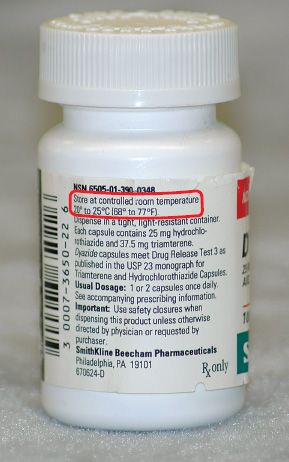 NSN 6505-01-390-0348
Store at controlled room temperature
20° to 25°C (68° to 77°F).
Dispense in a tight, light-resistant container.
Each capsule contains 25 mg hydrochlo-
rothiazide and 37.5 mg triamterene.
Dyazide capsules meet Drug Release Test 3 as
published in the USP 23 monograph for
Triamterene and Hydrochlorothiazide Capsules.
Usual Dosage: 1 or 2 capsules once daily.
See accompanying prescribing information.
Important: Use safety closures when
dispensing this product unless otherwise
directed by physician or requested by
purchaser.
SmithKline Beecham Pharmaceuticals
Philadelphia, PA 19101
670624-D
℞ only
3 0007-3650-22 6